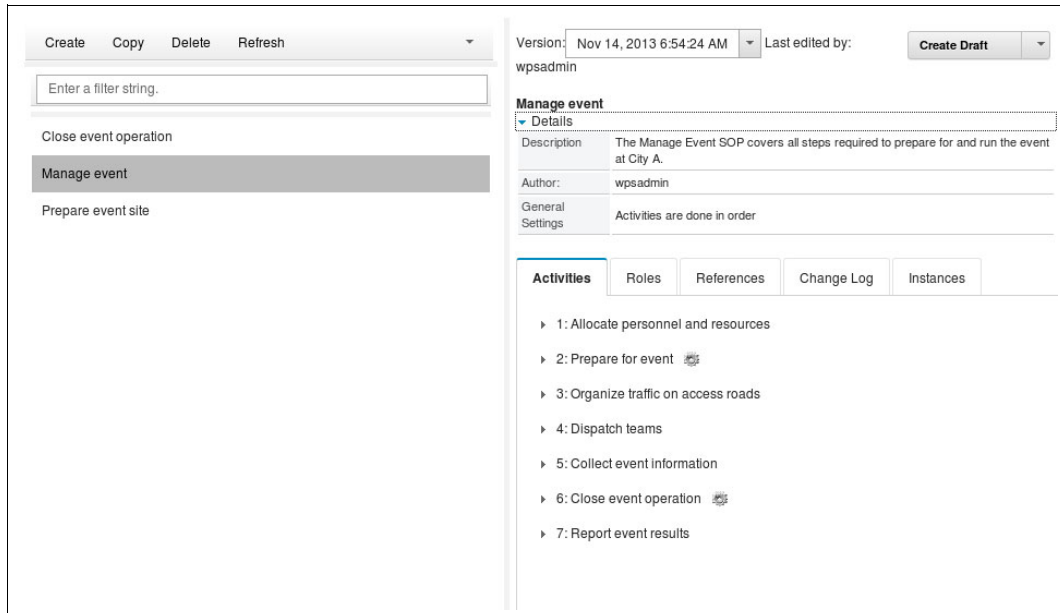 Create Copy Delete Refresh
Enter a filter string.
Close event operation
Manage event
Prepare event site
Version: Nov 14, 2013 6:54:24 AM Last edited by:
wpsadmin
Create Draft
Manage event
Details
Description The Manage Event SOP covers all steps required to prepare for and run the event
at City A.
Author: wpsadmin
General
Settings
Activities are done in order
Activities Roles References Change Log Instances
1: Allocate personnel and resources
2: Prepare for event
3: Organize traffic on access roads
4: Dispatch teams
5: Collect event information
6: Close event operation
7: Report event results